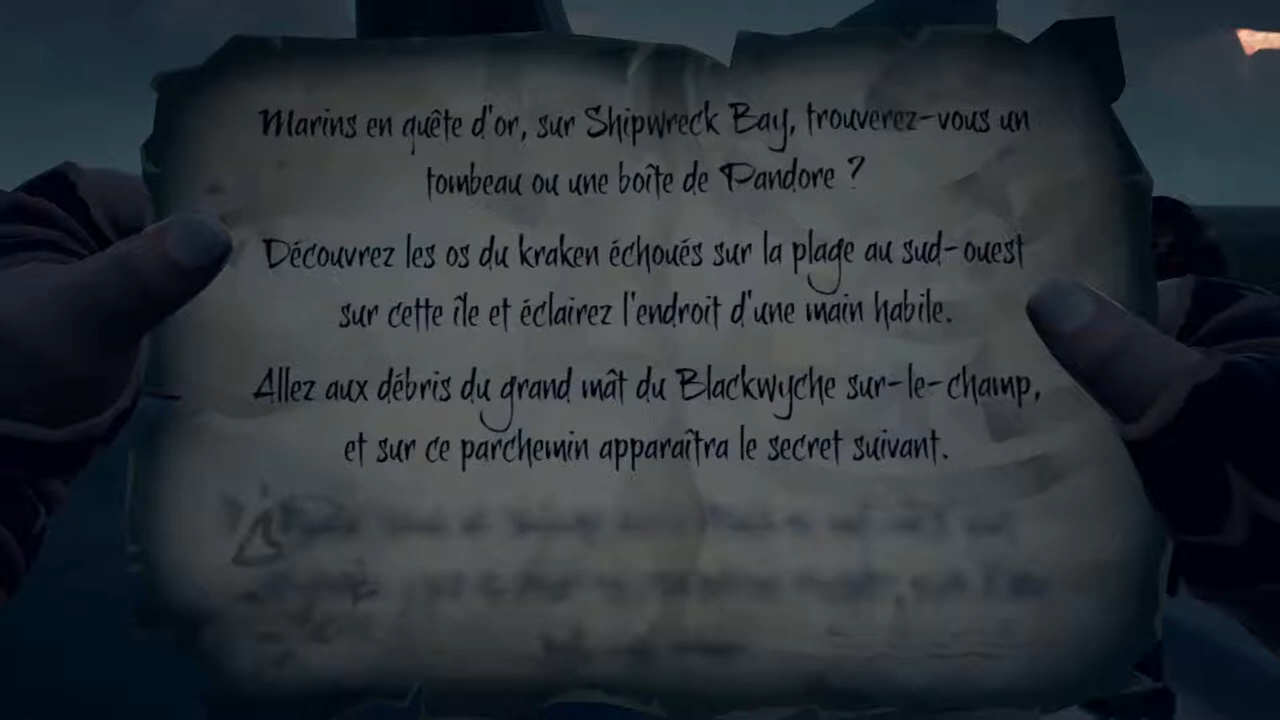 Marins en quête d'or, sur Shipwreck Bay, trouverez-vous un
tombeau ou une boîte de Pandore ?
Découvrez les os du kraken échoués sur la plage au sud-ouest
sur cette île et éclairez l'endroit d'une main habile.
Allez aux débris du grand mât du Blackwyche sur-le-champ,
et sur ce parchemin apparaîtra le secret suivant.